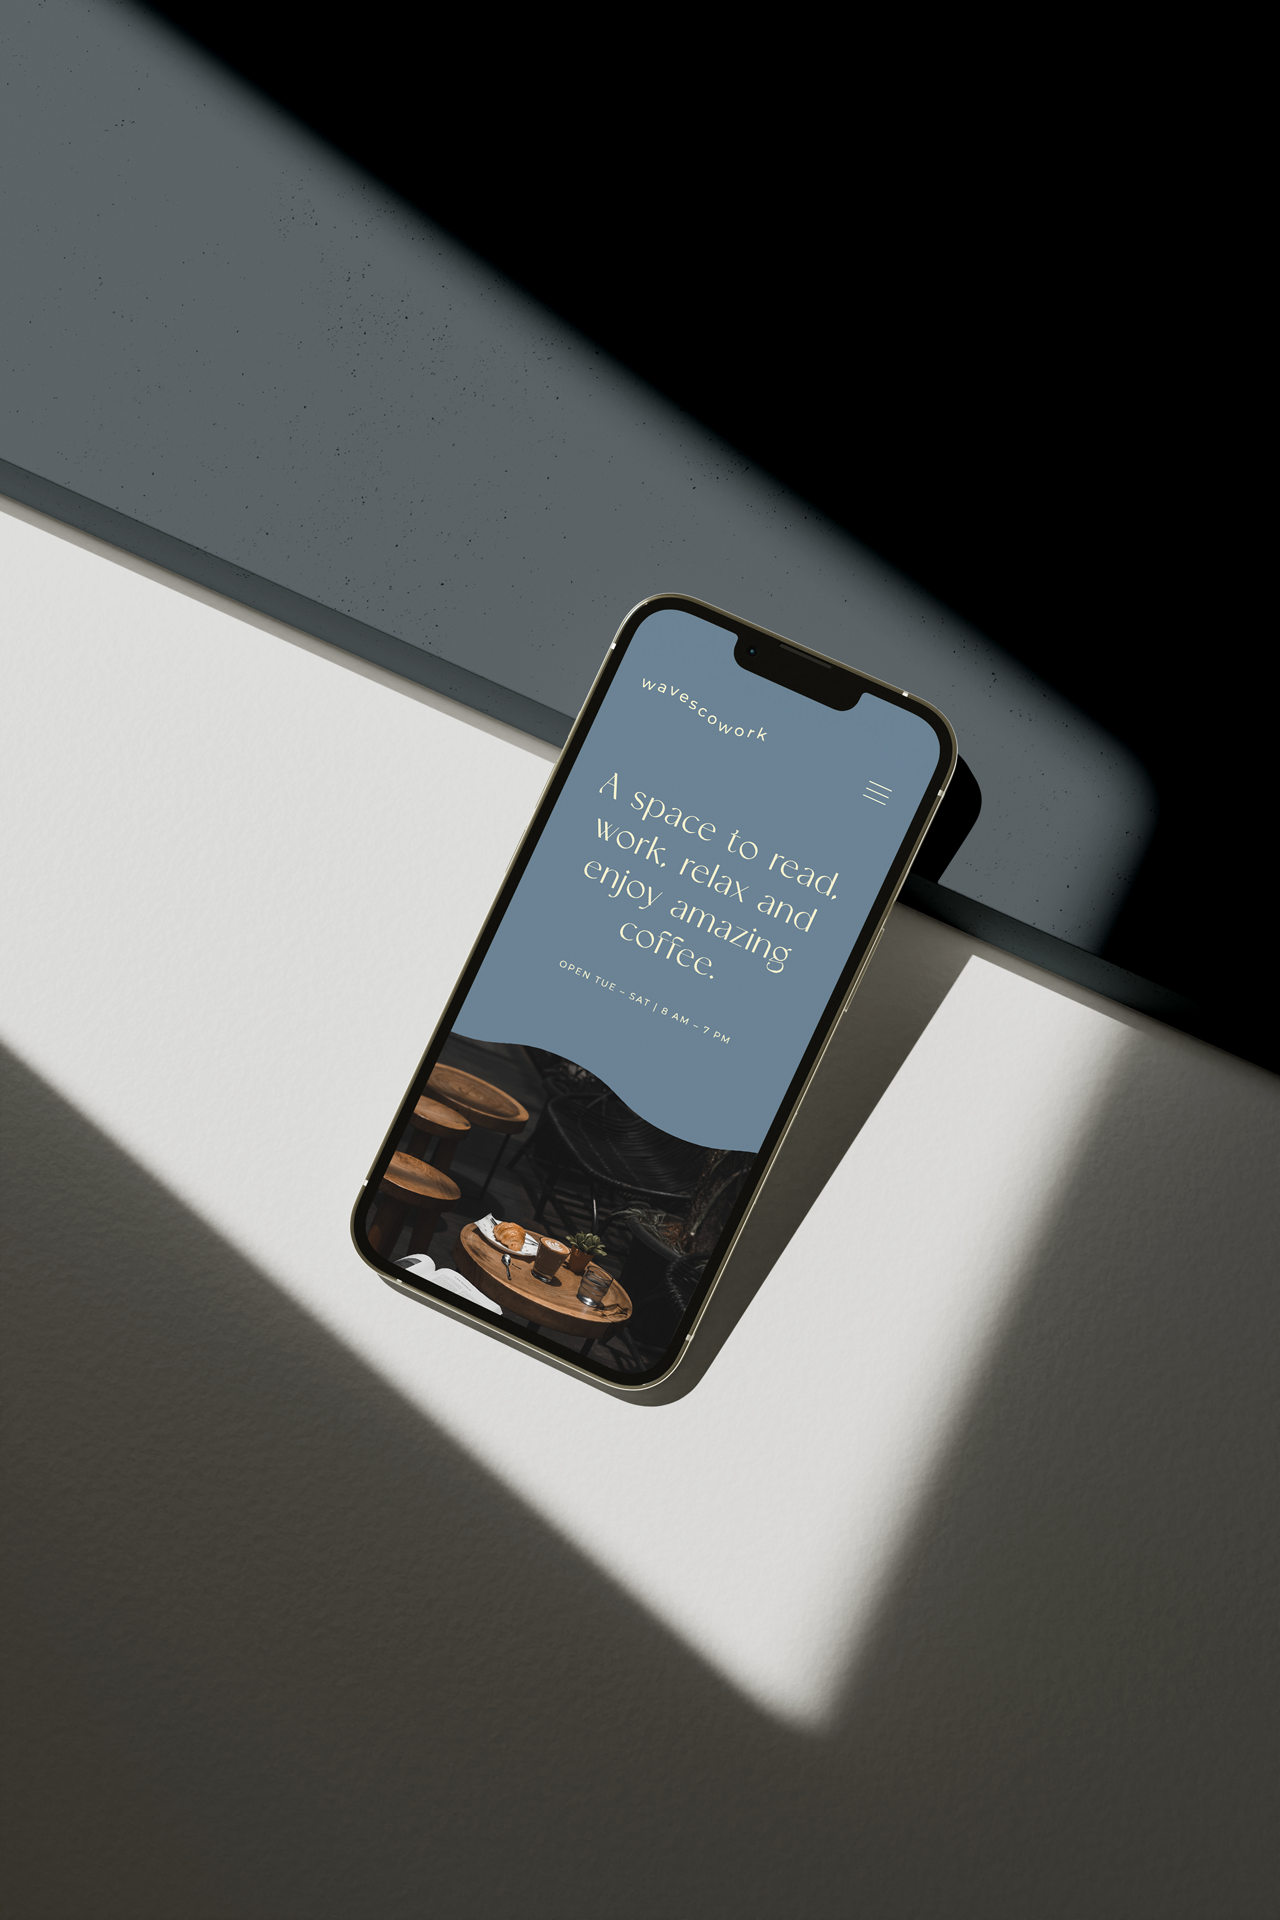 wavescowork
A space to read,
work, relax and
enjoy amazing
coffee.
OPEN TUE – SAT | 8 AM – 7 PM